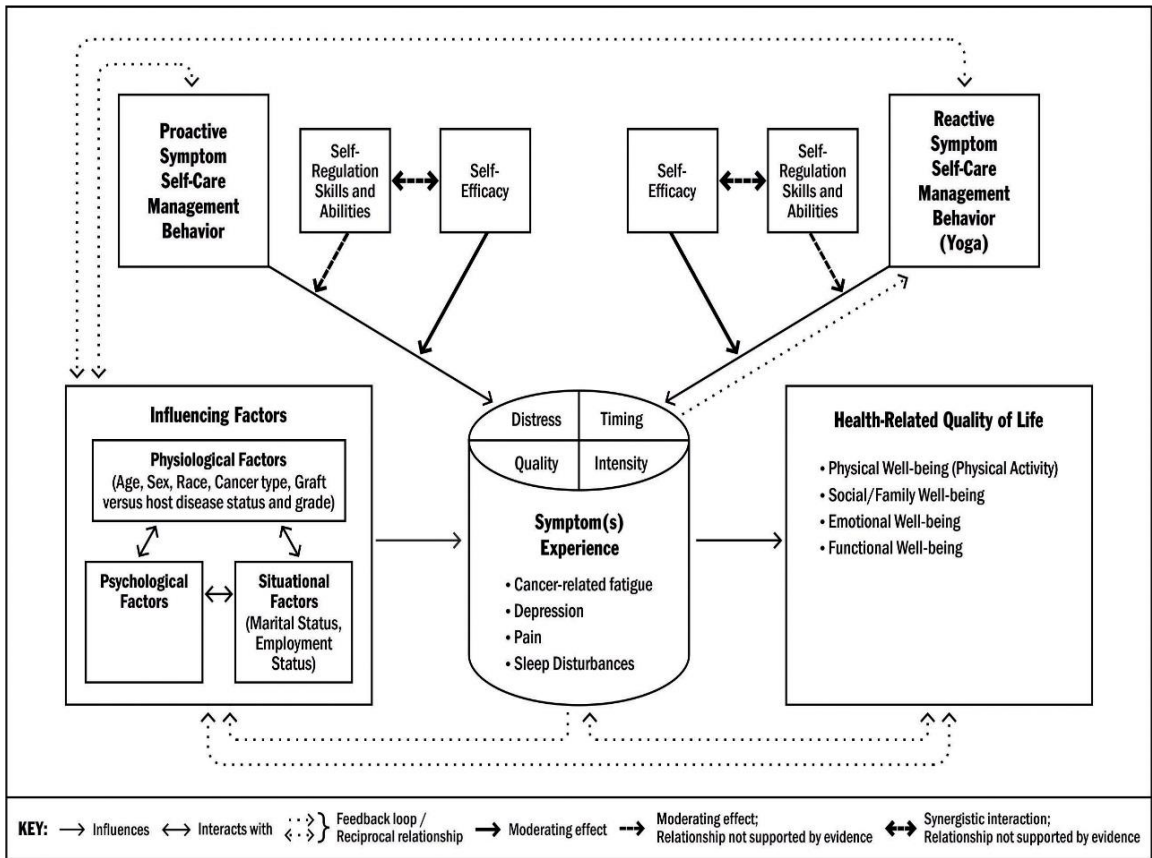 Proactive
Symptom
Self-Care
Management
Behavior
Self-
Regulation
Skills and
Abilities
Self-
Efficacy
Self-
Efficacy
Self-
Regulation
Skills and
Abilities
Reactive
Symptom
Self-Care
Management
Behavior
(Yoga)
Influencing Factors
Physiological Factors
(Age, Sex, Race, Cancer type, Graft
versus host disease status and grade)
Psychological
Factors
Situational
Factors
(Marital Status,
Employment
Status)
Distress
Timing
Quality
Intensity
Symptom(s)
Experience
• Cancer-related fatigue
• Depression
• Pain
• Sleep Disturbances
Health-Related Quality of Life
• Physical Well-being (Physical Activity)
• Social/Family Well-being
• Emotional Well-being
• Functional Well-being
KEY:
Influences
Interacts with
Feedback loop /
Reciprocal relationship
Moderating effect
Moderating effect;
Relationship not supported by evidence
Synergistic interaction;
Relationship not supported by evidence